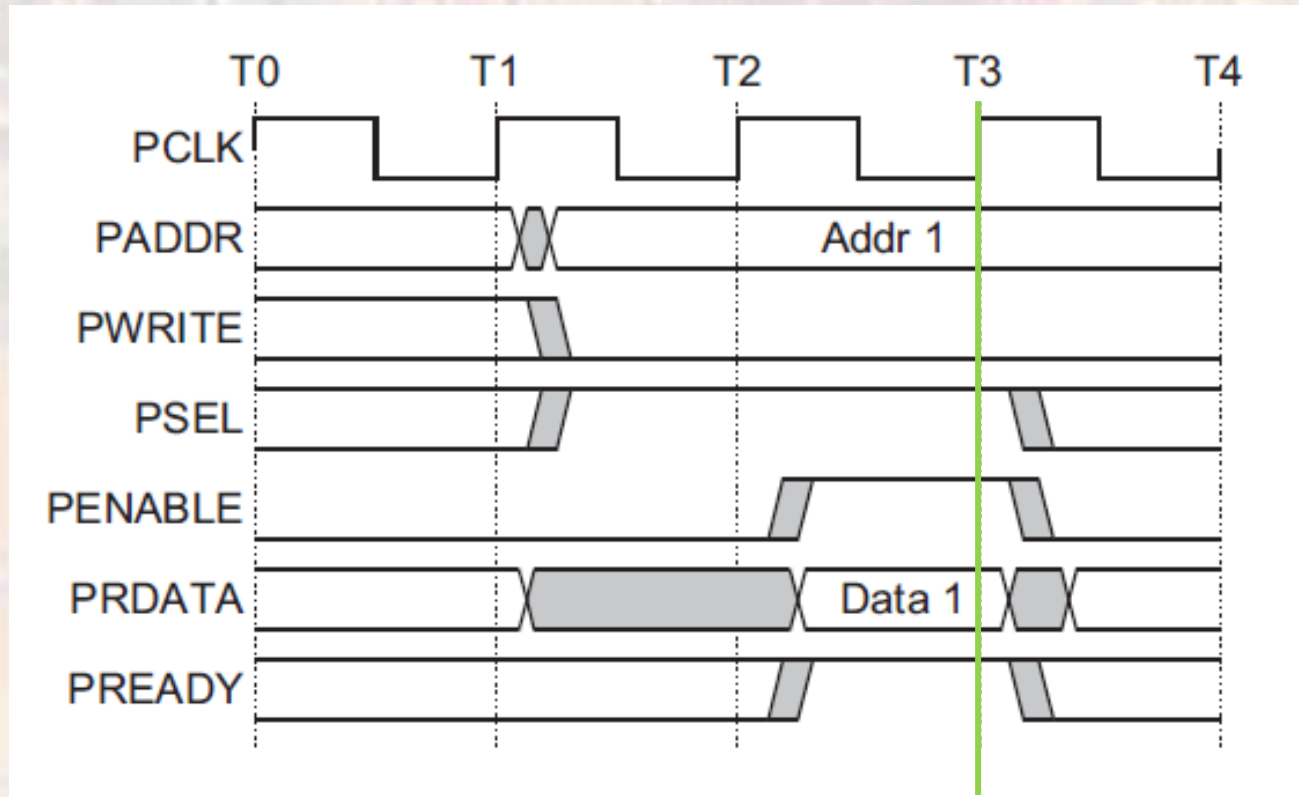 T0 T1 T2 T3 T4
PCLK
PADDR Addr 1
PWRITE
PSEL
PENABLE
PRDATA Data 1
PREADY